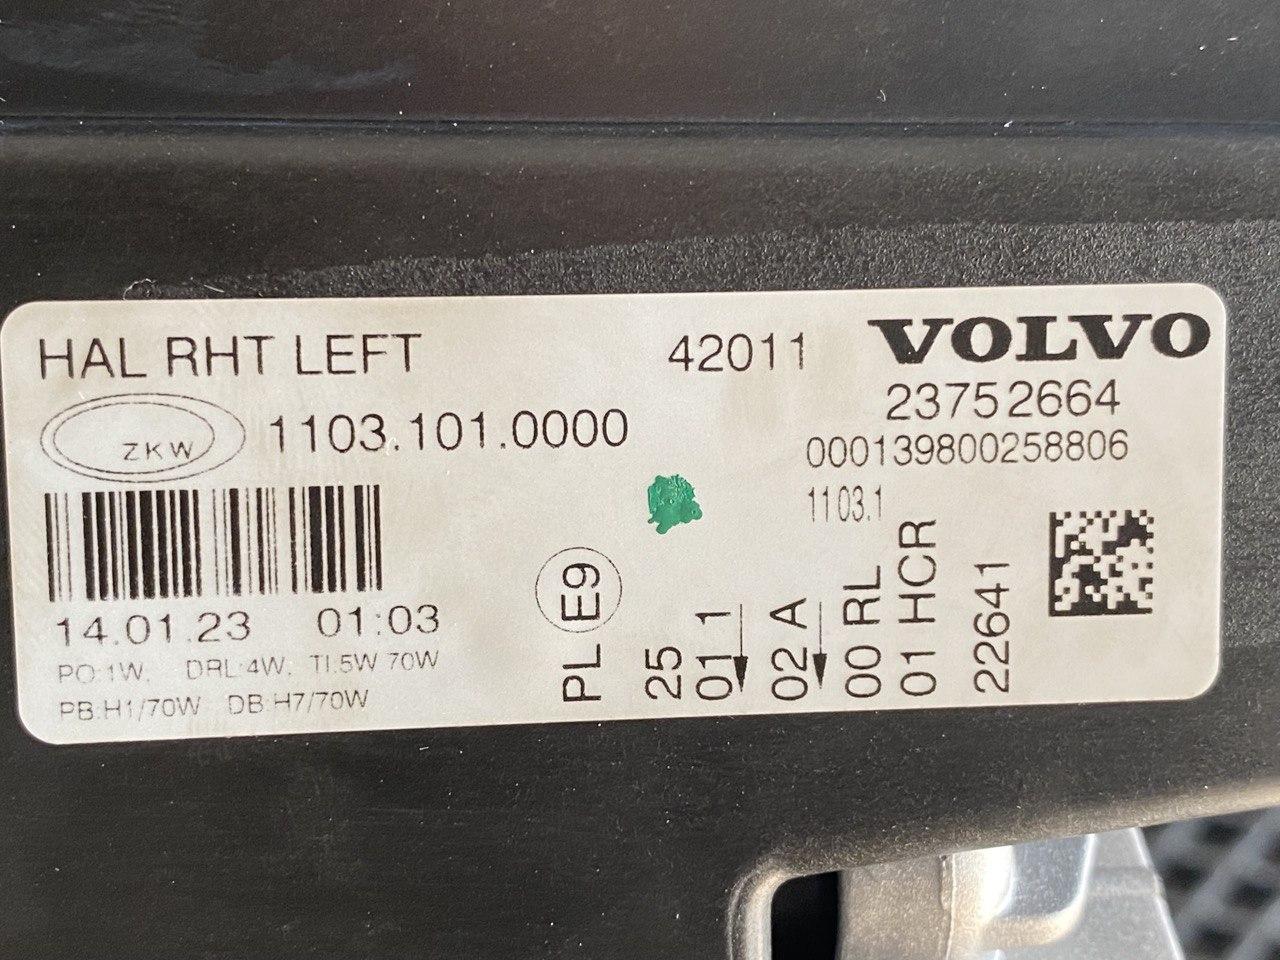 HAL RHT LEFT
42011
VOLVO
ZKW
1103.101.0000
23752664
000139800258806
1103.1
14.01.23 01:03
PO:1W, DRL:4W, TI:5W 70W
PB:H1/70W DB:H7/70W
PL E9
25
01 1
02 A
00 RL
01 HCR
22641